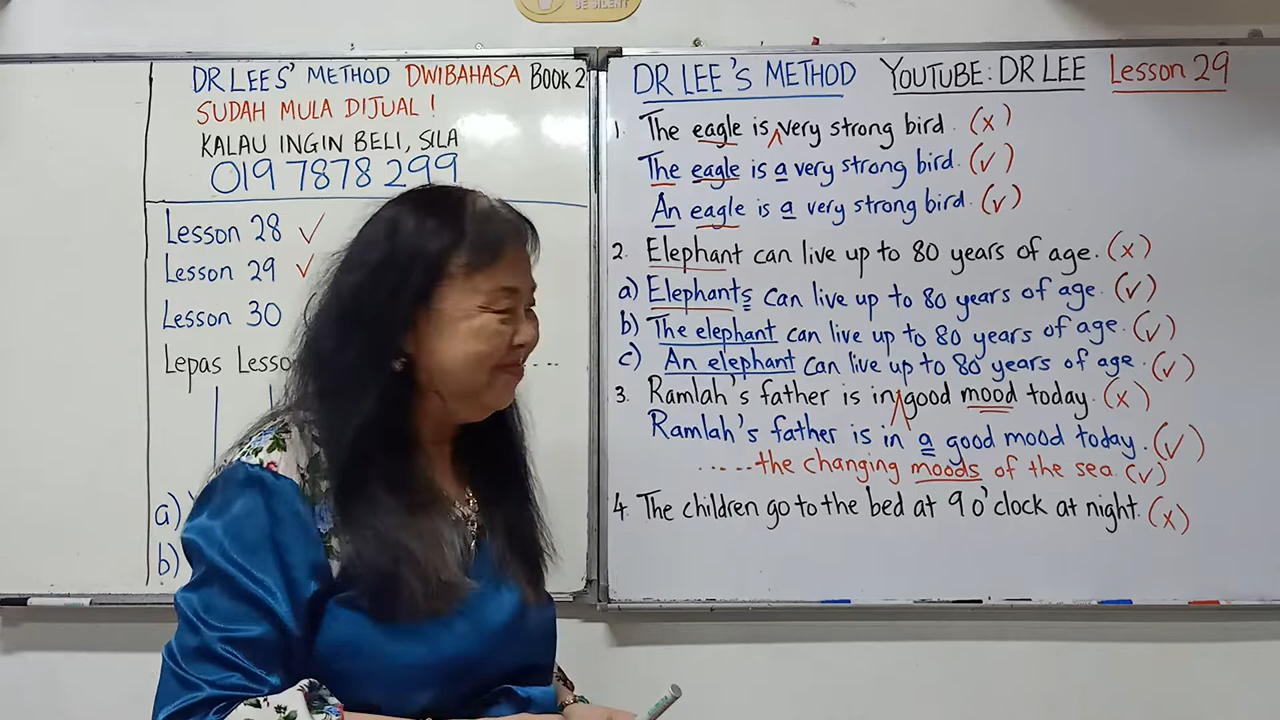 BE SILENT
DR LEES' METHOD DWIBAHASA BOOK 2
SUDAH MULA DIJUAL !
KALAU INGIN BELI, SILA
019 7878 299
Lesson 28 ✓
Lesson 29 ✓
Lesson 30
Lepas
a)
b)
DR LEE'S METHOD YOUTUBE: DR LEE Lesson 29
1. The eagle is very strong bird. (x)
The eagle is a very strong bird. (✓)
An eagle is a very strong bird. (✓)
2. Elephant can live up to 80 years of age. (x)
a) Elephants can live up to 80 years of age. (✓)
b) The elephant can live up to 80 years of age. (✓)
c) An elephant can live up to 80 years of age. (✓)
3. Ramlah's father is in good mood today. (x)
Ramlah's father is in a good mood today. (✓)
.....the changing moods of the sea. (✓)
4. The children go to the bed at 9 o'clock at night. (x)